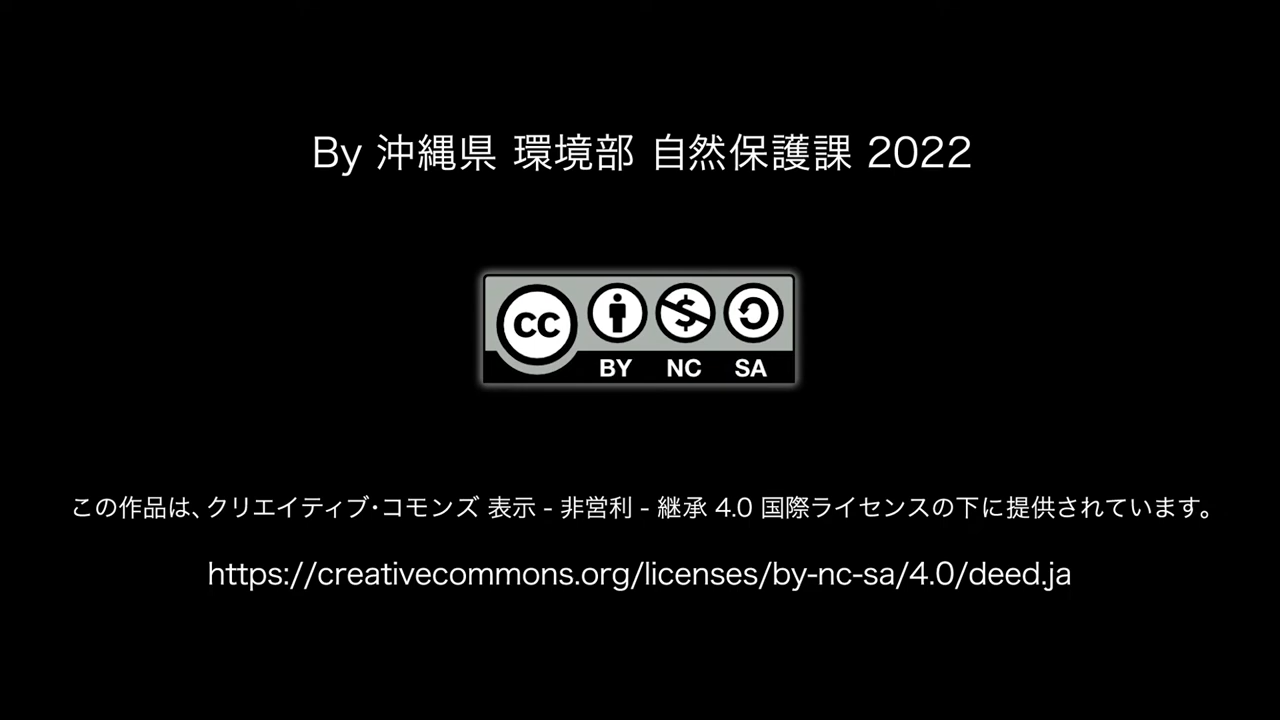 By 沖縄県 環境部 自然保護課 2022
cc
BY NC SA
この作品は、クリエイティブ・コモンズ 表示 - 非営利 - 継承 4.0 国際ライセンスの下に提供されています。
https://creativecommons.org/licenses/by-nc-sa/4.0/deed.ja